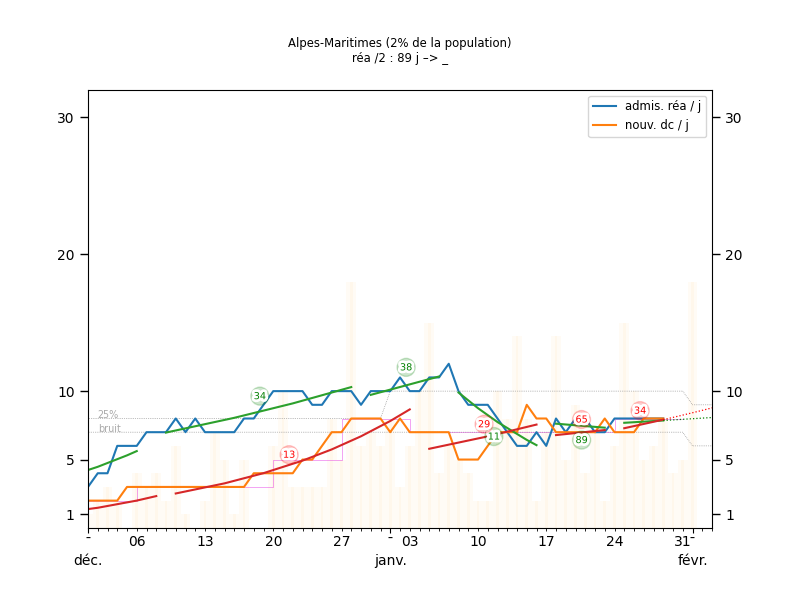 Alpes-Maritimes (2% de la population)
réa /2 : 89 j –> _
admis. réa / j
nouv. dc / j
30
30
20
20
10
10
5
5
1
1
25%
bruit
34
38
13
29
11
65
89
34
- 06 13 20 27 - 03 10 17 24 31 -
déc. janv. févr.